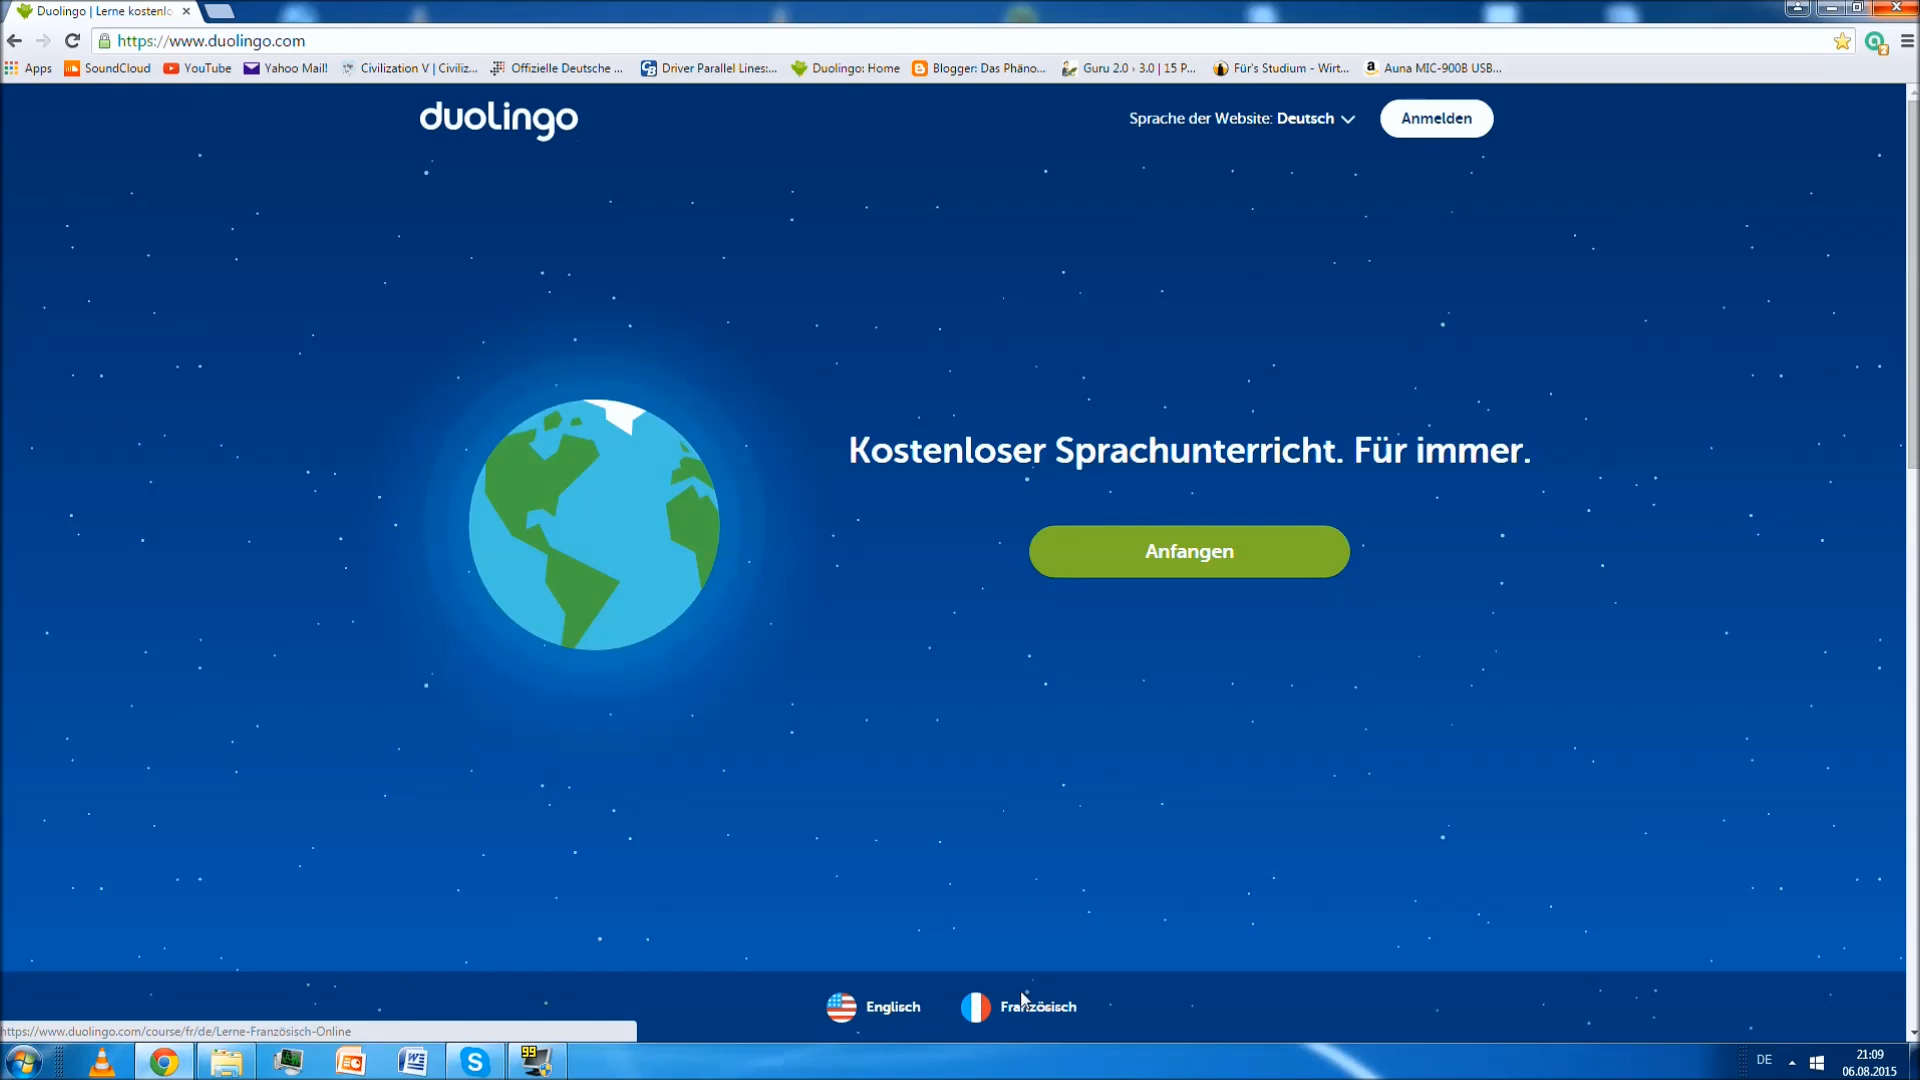 Duolingo | Lerne kostenlo
https://www.duolingo.com
Apps SoundCloud YouTube Yahoo Mail! Civilization V | Civiliz... Offizielle Deutsche ... Driver Parallel Lines:... Duolingo: Home Blogger: Das Phäno... Guru 2.0 › 3.0 | 15 P... Für's Studium - Wirt... Auna MIC-900B USB...
duolingo Sprache der Website: Deutsch Anmelden
Kostenloser Sprachunterricht. Für immer.
Anfangen
Englisch Französisch
https://www.duolingo.com/course/fr/de/Lerne-Französisch-Online
99
DE 21:09
06.08.2015